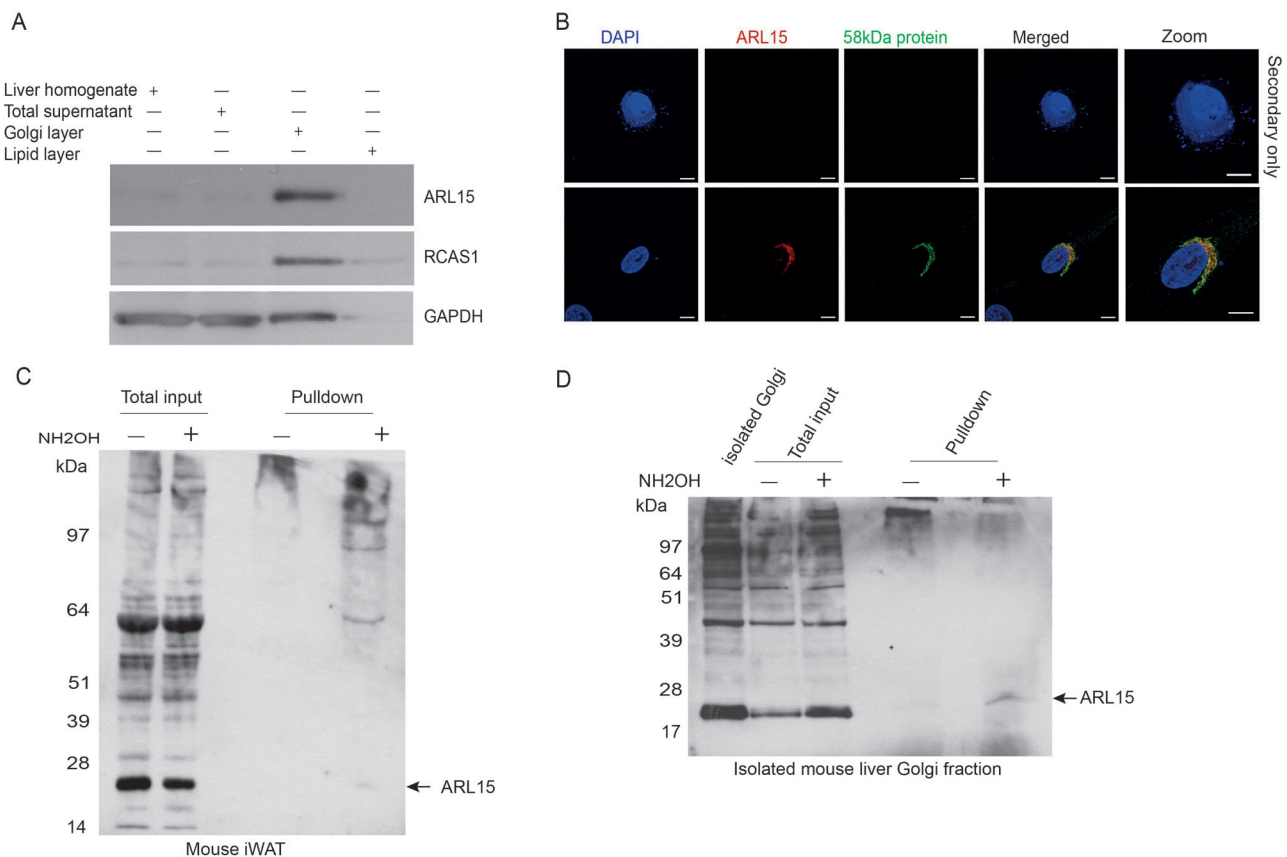 A
Liver homogenate + — — —
Total supernatant — + — —
Golgi layer — — + —
Lipid layer — — — +
ARL15
RCAS1
GAPDH
B
DAPI ARL15 58kDa protein Merged Zoom
Secondary only
C
Total input Pulldown
NH2OH — + — +
kDa
97
64
51
39
28
14
ARL15
Mouse iWAT
D
isolated Golgi
Total input
Pulldown
NH2OH — + — +
kDa
97
64
51
39
28
17
ARL15
Isolated mouse liver Golgi fraction